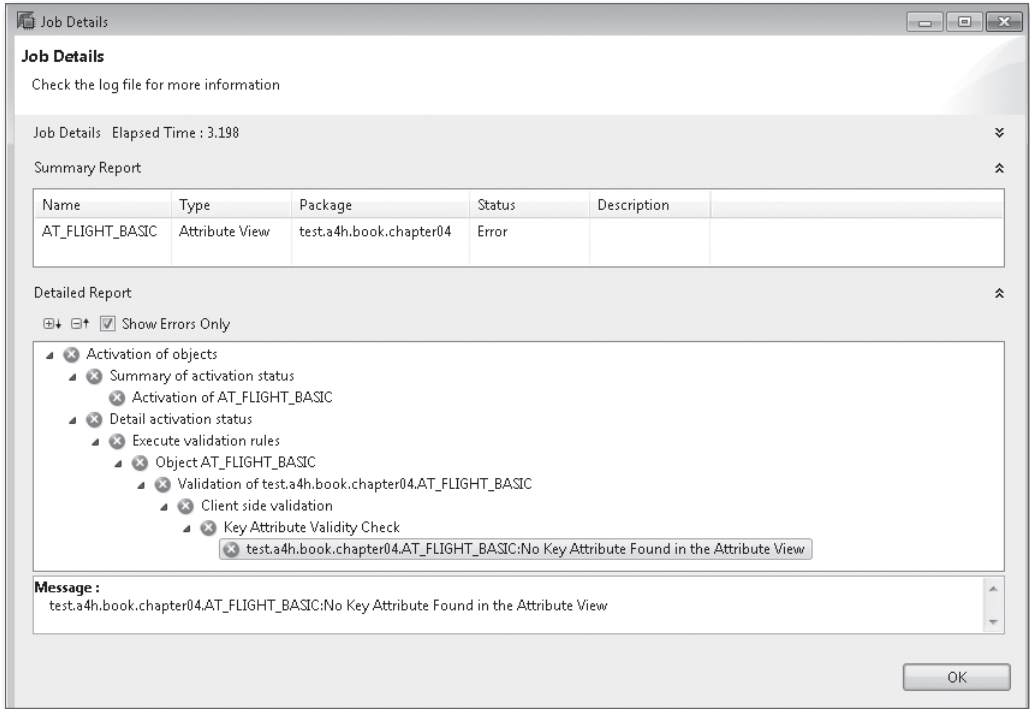 Job Details
Job Details
Check the log file for more information
Job Details Elapsed Time : 3.198
Summary Report
Name Type Package Status Description
AT_FLIGHT_BASIC Attribute View test.a4h.book.chapter04 Error
Detailed Report
Show Errors Only
Activation of objects
Summary of activation status
Activation of AT_FLIGHT_BASIC
Detail activation status
Execute validation rules
Object AT_FLIGHT_BASIC
Validation of test.a4h.book.chapter04.AT_FLIGHT_BASIC
Client side validation
Key Attribute Validity Check
test.a4h.book.chapter04.AT_FLIGHT_BASIC:No Key Attribute Found in the Attribute View
Message :
test.a4h.book.chapter04.AT_FLIGHT_BASIC:No Key Attribute Found in the Attribute View
OK